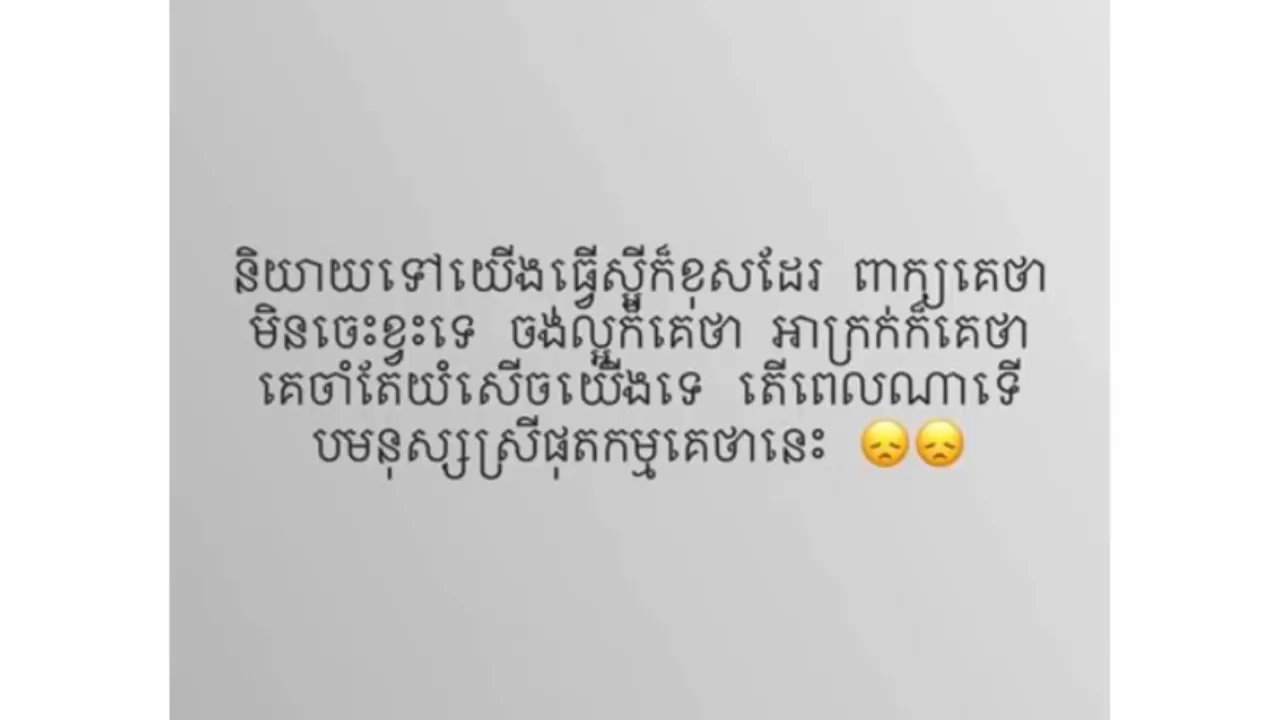 និយាយទៅយើងធ្វើស្អីក៏ខុសដែរ ពាក្យគេថា
មិនចេះខ្វះទេ ចង់ល្អក៏គេថា អាក្រក់ក៏គេថា
គេចាំតែយំសើចយើងទេ តើពេលណាទើ
បមនុស្សស្រីផុតកម្មគេថានេះ 😞😞